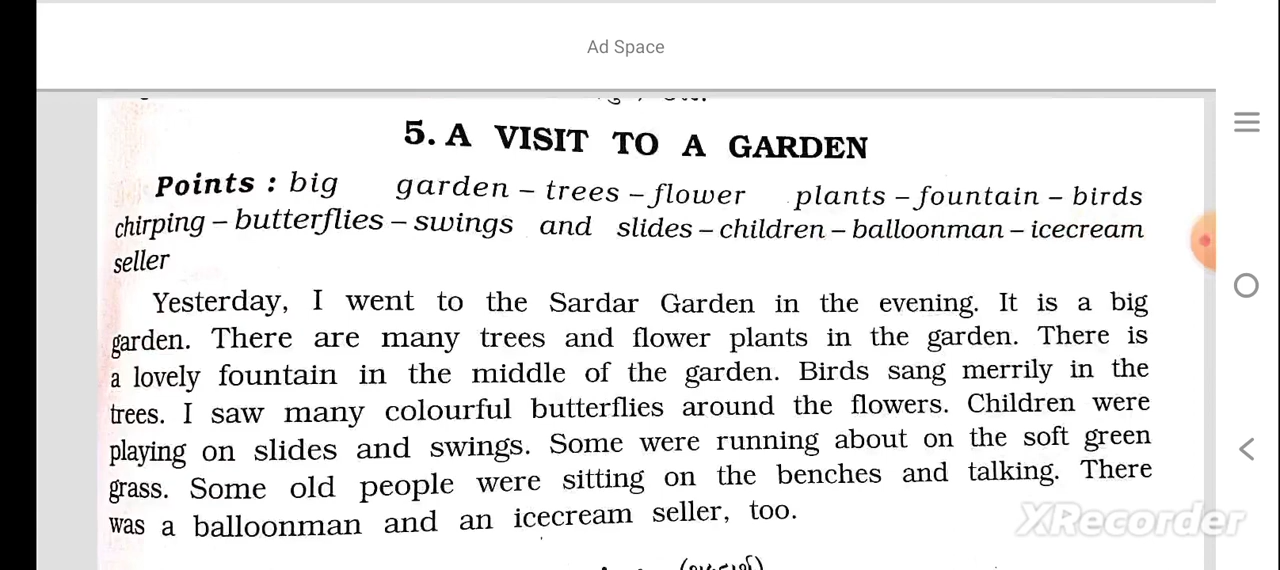 Ad Space
5. A VISIT TO A GARDEN
Points : big garden – trees – flower plants – fountain – birds
chirping – butterflies – swings and slides – children – balloonman – icecream
seller
Yesterday, I went to the Sardar Garden in the evening. It is a big
garden. There are many trees and flower plants in the garden. There is
a lovely fountain in the middle of the garden. Birds sang merrily in the
trees. I saw many colourful butterflies around the flowers. Children were
playing on slides and swings. Some were running about on the soft green
grass. Some old people were sitting on the benches and talking. There
was a balloonman and an icecream seller, too.
XRecorder